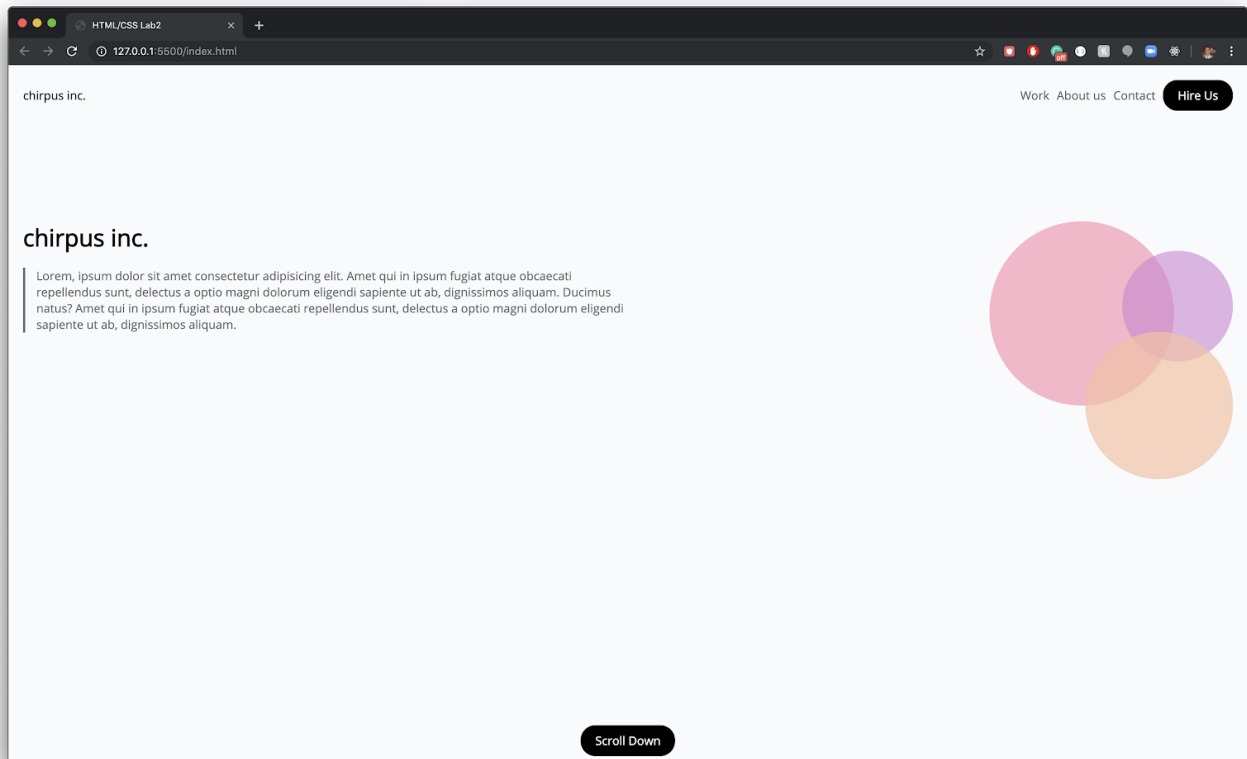 HTML/CSS Lab2
127.0.0.1:5500/index.html
off
chirpus inc.
Work About us Contact Hire Us
chirpus inc.
Lorem, ipsum dolor sit amet consectetur adipisicing elit. Amet qui in ipsum fugiat atque obcaecati
repellendus sunt, delectus a optio magni dolorum eligendi sapiente ut ab, dignissimos aliquam. Ducimus
natus? Amet qui in ipsum fugiat atque obcaecati repellendus sunt, delectus a optio magni dolorum eligendi
sapiente ut ab, dignissimos aliquam.
Scroll Down